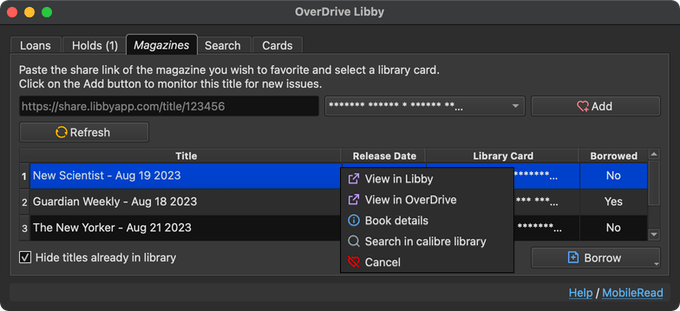 OverDrive Libby
Loans
Holds (1)
Magazines
Search
Cards
Paste the share link of the magazine you wish to favorite and select a library card.
Click on the Add button to monitor this title for new issues.
https://share.libbyapp.com/title/123456
******* ****** * ****** **...
Add
Refresh
Title Release Date Library Card Borrowed
1 New Scientist - Aug 19 2023 *******... No
2 Guardian Weekly - Aug 18 2023 *** ***... Yes
3 The New Yorker - Aug 21 2023 *******... No
View in Libby
View in OverDrive
Book details
Search in calibre library
Cancel
Hide titles already in library
Borrow
Help / MobileRead